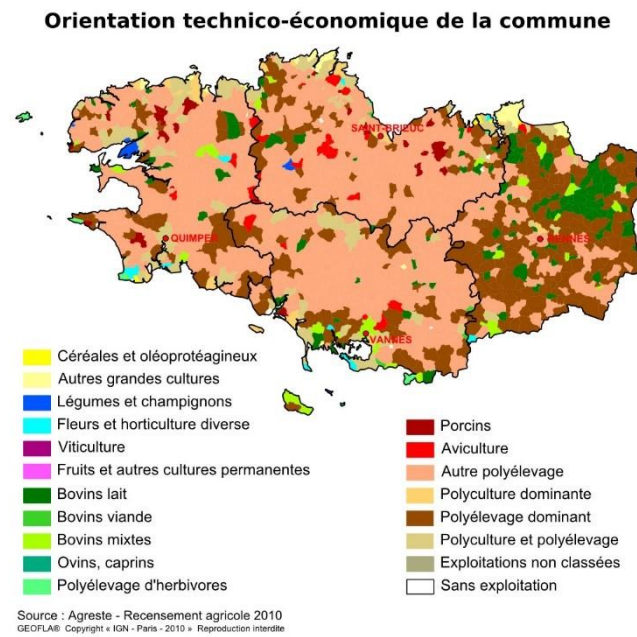 Orientation technico-économique de la commune
SAINT-BRIEUC
QUIMPER
RENNES
VANNES
Céréales et oléoprotéagineux
Autres grandes cultures
Légumes et champignons
Fleurs et horticulture diverse
Viticulture
Fruits et autres cultures permanentes
Bovins lait
Bovins viande
Bovins mixtes
Ovins, caprins
Polyélevage d'herbivores
Porcins
Aviculture
Autre polyélevage
Polyculture dominante
Polyélevage dominant
Polyculture et polyélevage
Exploitations non classées
Sans exploitation
Source : Agreste - Recensement agricole 2010
GEOFLA® Copyright « IGN - Paris - 2010 » Reproduction interdite